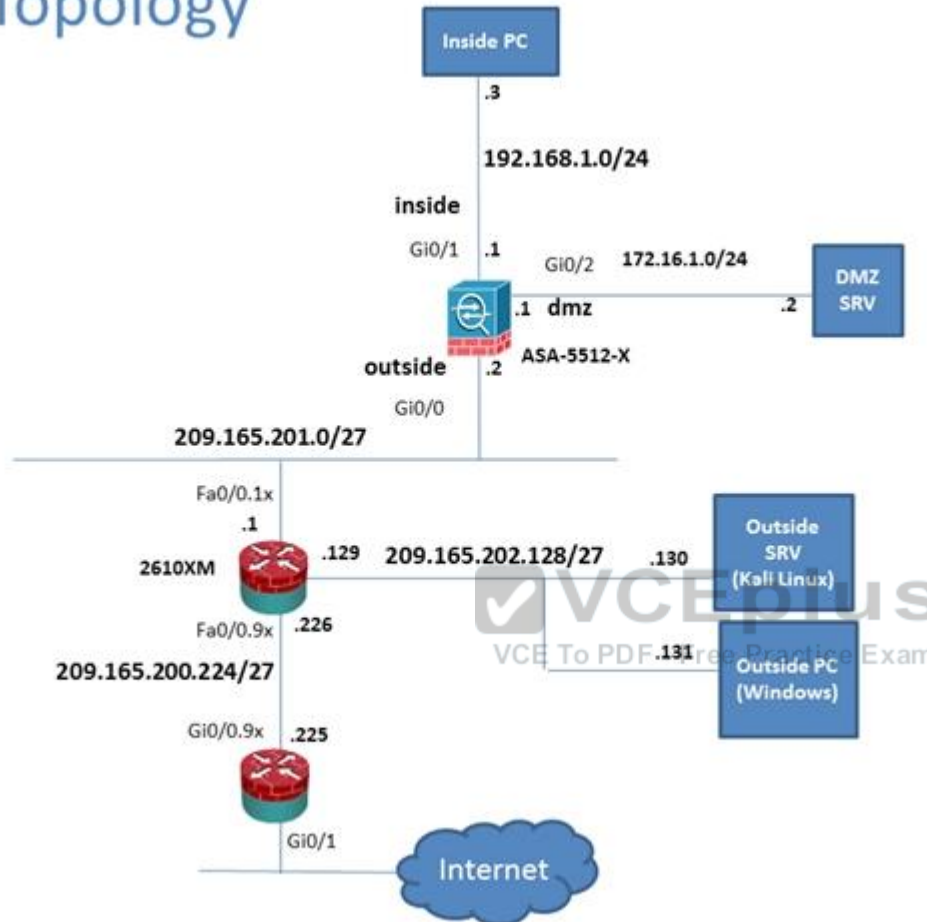 Topology
Inside PC
.3
192.168.1.0/24
inside
Gi0/1
.1
Gi0/2
172.16.1.0/24
DMZ
SRV
.1
dmz
.2
ASA-5512-X
outside
.2
Gi0/0
209.165.201.0/27
Fa0/0.1x
.1
2610XM
.129
209.165.202.128/27
.130
Outside
SRV
(Kali Linux)
VCEplus
VCE To PDF - Free Practice Exam
Fa0/0.9x
.226
.131
Outside PC
(Windows)
209.165.200.224/27
Gi0/0.9x
.225
Gi0/1
Internet